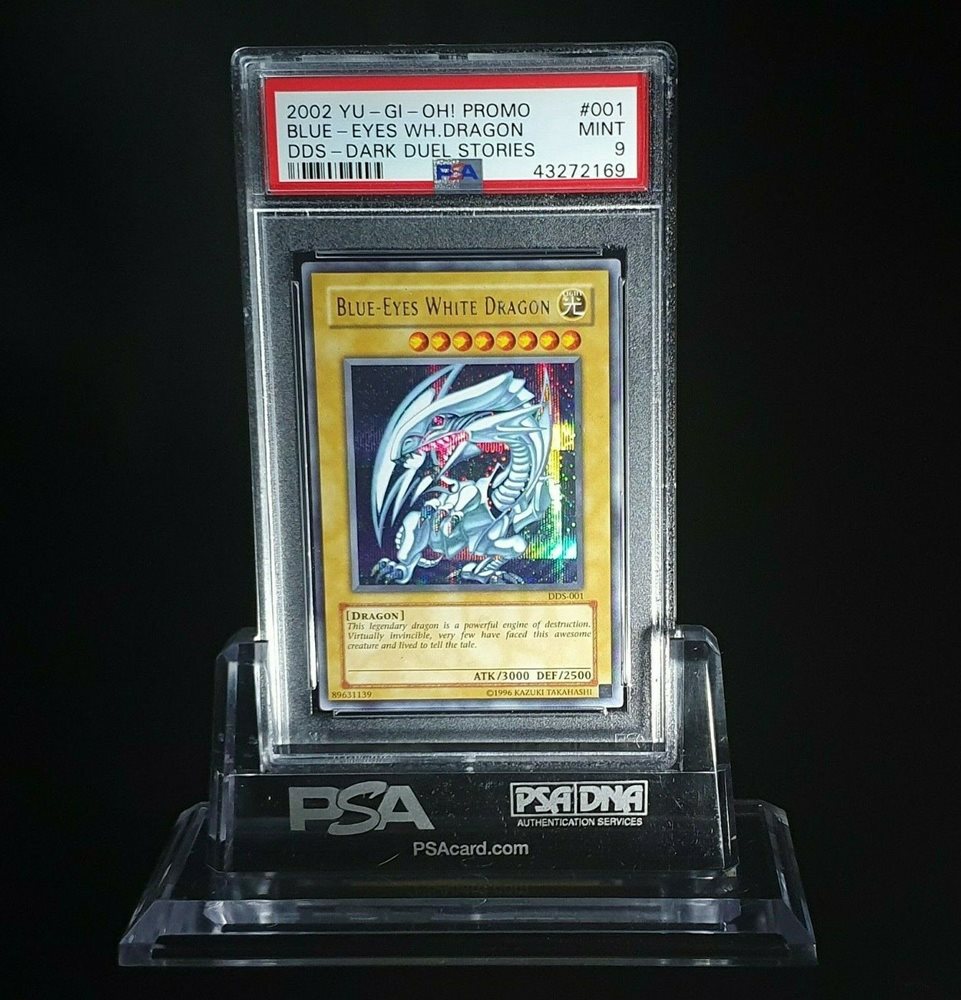 2002 YU-GI-OH! PROMO #001
BLUE-EYES WH.DRAGON MINT
DDS-DARK DUEL STORIES 9
PSA 43272169
BLUE-EYES WHITE DRAGON
LIGHT
光
DDS-001
[DRAGON]
This legendary dragon is a powerful engine of destruction.
Virtually invincible, very few have faced this awesome
creature and lived to tell the tale.
ATK/3000 DEF/2500
89631139 ©1996 KAZUKI TAKAHASHI
PSA
PSA DNA
AUTHENTICATION SERVICES
PSAcard.com